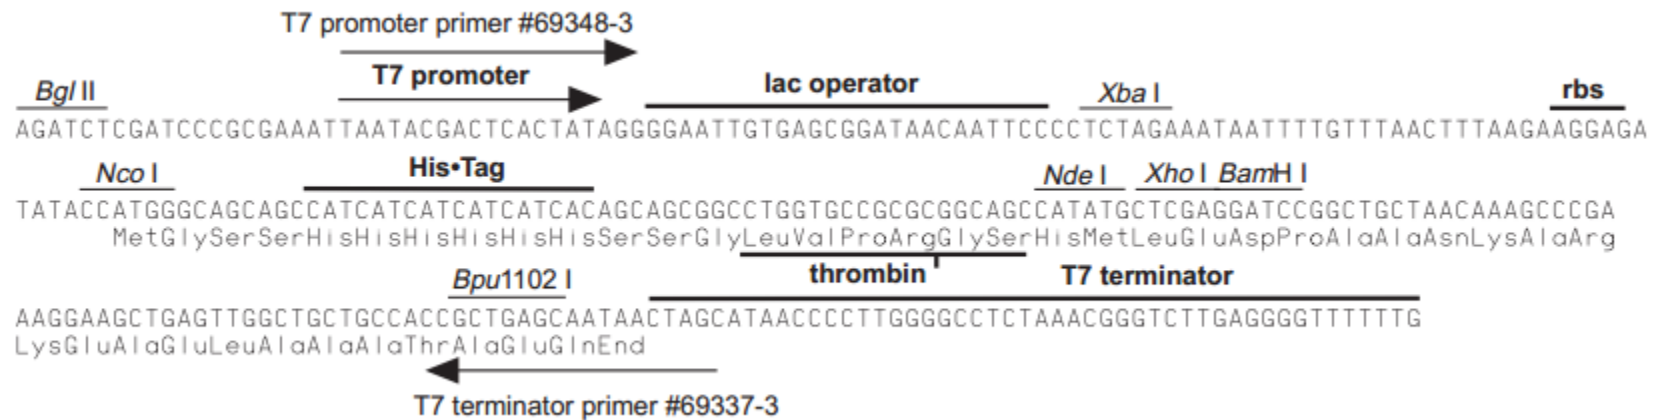 T7 promoter primer #69348-3
Bgl II T7 promoter lac operator Xba I rbs
AGATCTCGATCCCGCGAAATTAATACGACTCACTATAGGGGAATTGTGAGCGGATAACAATTCCCCTCTAGAAATAATTTTGTTTAACTTTAAGAAGGAGA
Nco I His•Tag Nde I Xho I BamH I
TATACCATGGGCAGCAGCCATCATCATCATCATCACAGCAGCGGCCTGGTGCCGCGCGGCAGCCATATGCTCGAGGATCCGGCTGCTAACAAAGCCCGA
MetGlySerSerHisHisHisHisHisHisSerSerGlyLeuValProArgGlySerHisMetLeuGluAspProAlaAlaAsnLysAlaArg
Bpu1102 I thrombin T7 terminator
AAGGAAGCTGAGTTGGCTGCTGCCACCGCTGAGCAATAACTAGCATAACCCCTTGGGGCCTCTAAACGGGTCTTGAGGGGTTTTTTG
LysGluAlaGluLeuAlaAlaAlaThrAlaGluGlnEnd
T7 terminator primer #69337-3